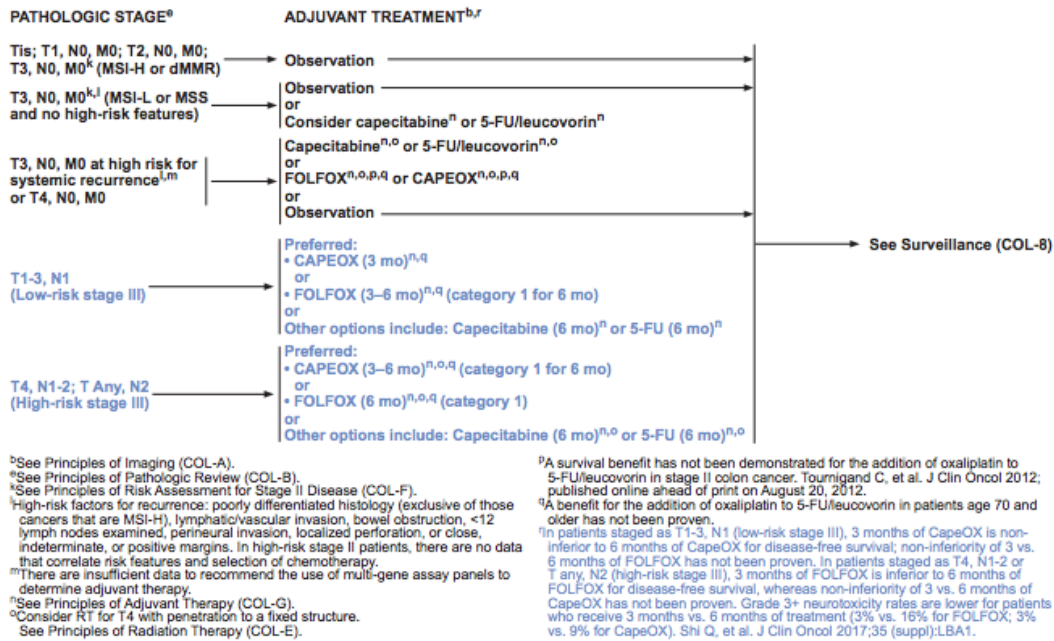 PATHOLOGIC STAGEe
ADJUVANT TREATMENTb,r
Tis; T1, N0, M0; T2, N0, M0;
T3, N0, M0k (MSI-H or dMMR)
Observation
T3, N0, M0k,l (MSI-L or MSS
and no high-risk features)
Observation
or
Consider capecitabinen or 5-FU/leucovorinn
T3, N0, M0 at high risk for
systemic recurrencel,m
or T4, N0, M0
Capecitabinen,o or 5-FU/leucovorinn,o
or
FOLFOXn,o,p,q or CAPEOXn,o,p,q
or
Observation
See Surveillance (COL-8)
T1-3, N1
(Low-risk stage III)
Preferred:
• CAPEOX (3 mo)n,q
or
• FOLFOX (3–6 mo)n,q (category 1 for 6 mo)
or
Other options include: Capecitabine (6 mo)n or 5-FU (6 mo)n
T4, N1-2; T Any, N2
(High-risk stage III)
Preferred:
• CAPEOX (3–6 mo)n,o,q (category 1 for 6 mo)
or
• FOLFOX (6 mo)n,o,q (category 1)
or
Other options include: Capecitabine (6 mo)n,o or 5-FU (6 mo)n,o
bSee Principles of Imaging (COL-A).
eSee Principles of Pathologic Review (COL-B).
kSee Principles of Risk Assessment for Stage II Disease (COL-F).
lHigh-risk factors for recurrence: poorly differentiated histology (exclusive of those
cancers that are MSI-H), lymphatic/vascular invasion, bowel obstruction, <12
lymph nodes examined, perineural invasion, localized perforation, or close,
indeterminate, or positive margins. In high-risk stage II patients, there are no data
that correlate risk features and selection of chemotherapy.
mThere are insufficient data to recommend the use of multi-gene assay panels to
determine adjuvant therapy.
nSee Principles of Adjuvant Therapy (COL-G).
oConsider RT for T4 with penetration to a fixed structure.
See Principles of Radiation Therapy (COL-E).
pA survival benefit has not been demonstrated for the addition of oxaliplatin to
5-FU/leucovorin in stage II colon cancer. Tournigand C, et al. J Clin Oncol 2012;
published online ahead of print on August 20, 2012.
qA benefit for the addition of oxaliplatin to 5-FU/leucovorin in patients age 70 and
older has not been proven.
rIn patients staged as T1-3, N1 (low-risk stage III), 3 months of CapeOX is non-
inferior to 6 months of CapeOX for disease-free survival; non-inferiority of 3 vs.
6 months of FOLFOX has not been proven. In patients staged as T4, N1-2 or
T any, N2 (high-risk stage III), 3 months of FOLFOX is inferior to 6 months of
FOLFOX for disease-free survival, whereas non-inferiority of 3 vs. 6 months of
CapeOX has not been proven. Grade 3+ neurotoxicity rates are lower for patients
who receive 3 months vs. 6 months of treatment (3% vs. 16% for FOLFOX; 3%
vs. 9% for CapeOX). Shi Q, et al. J Clin Oncol 2017;35 (suppl):LBA1.